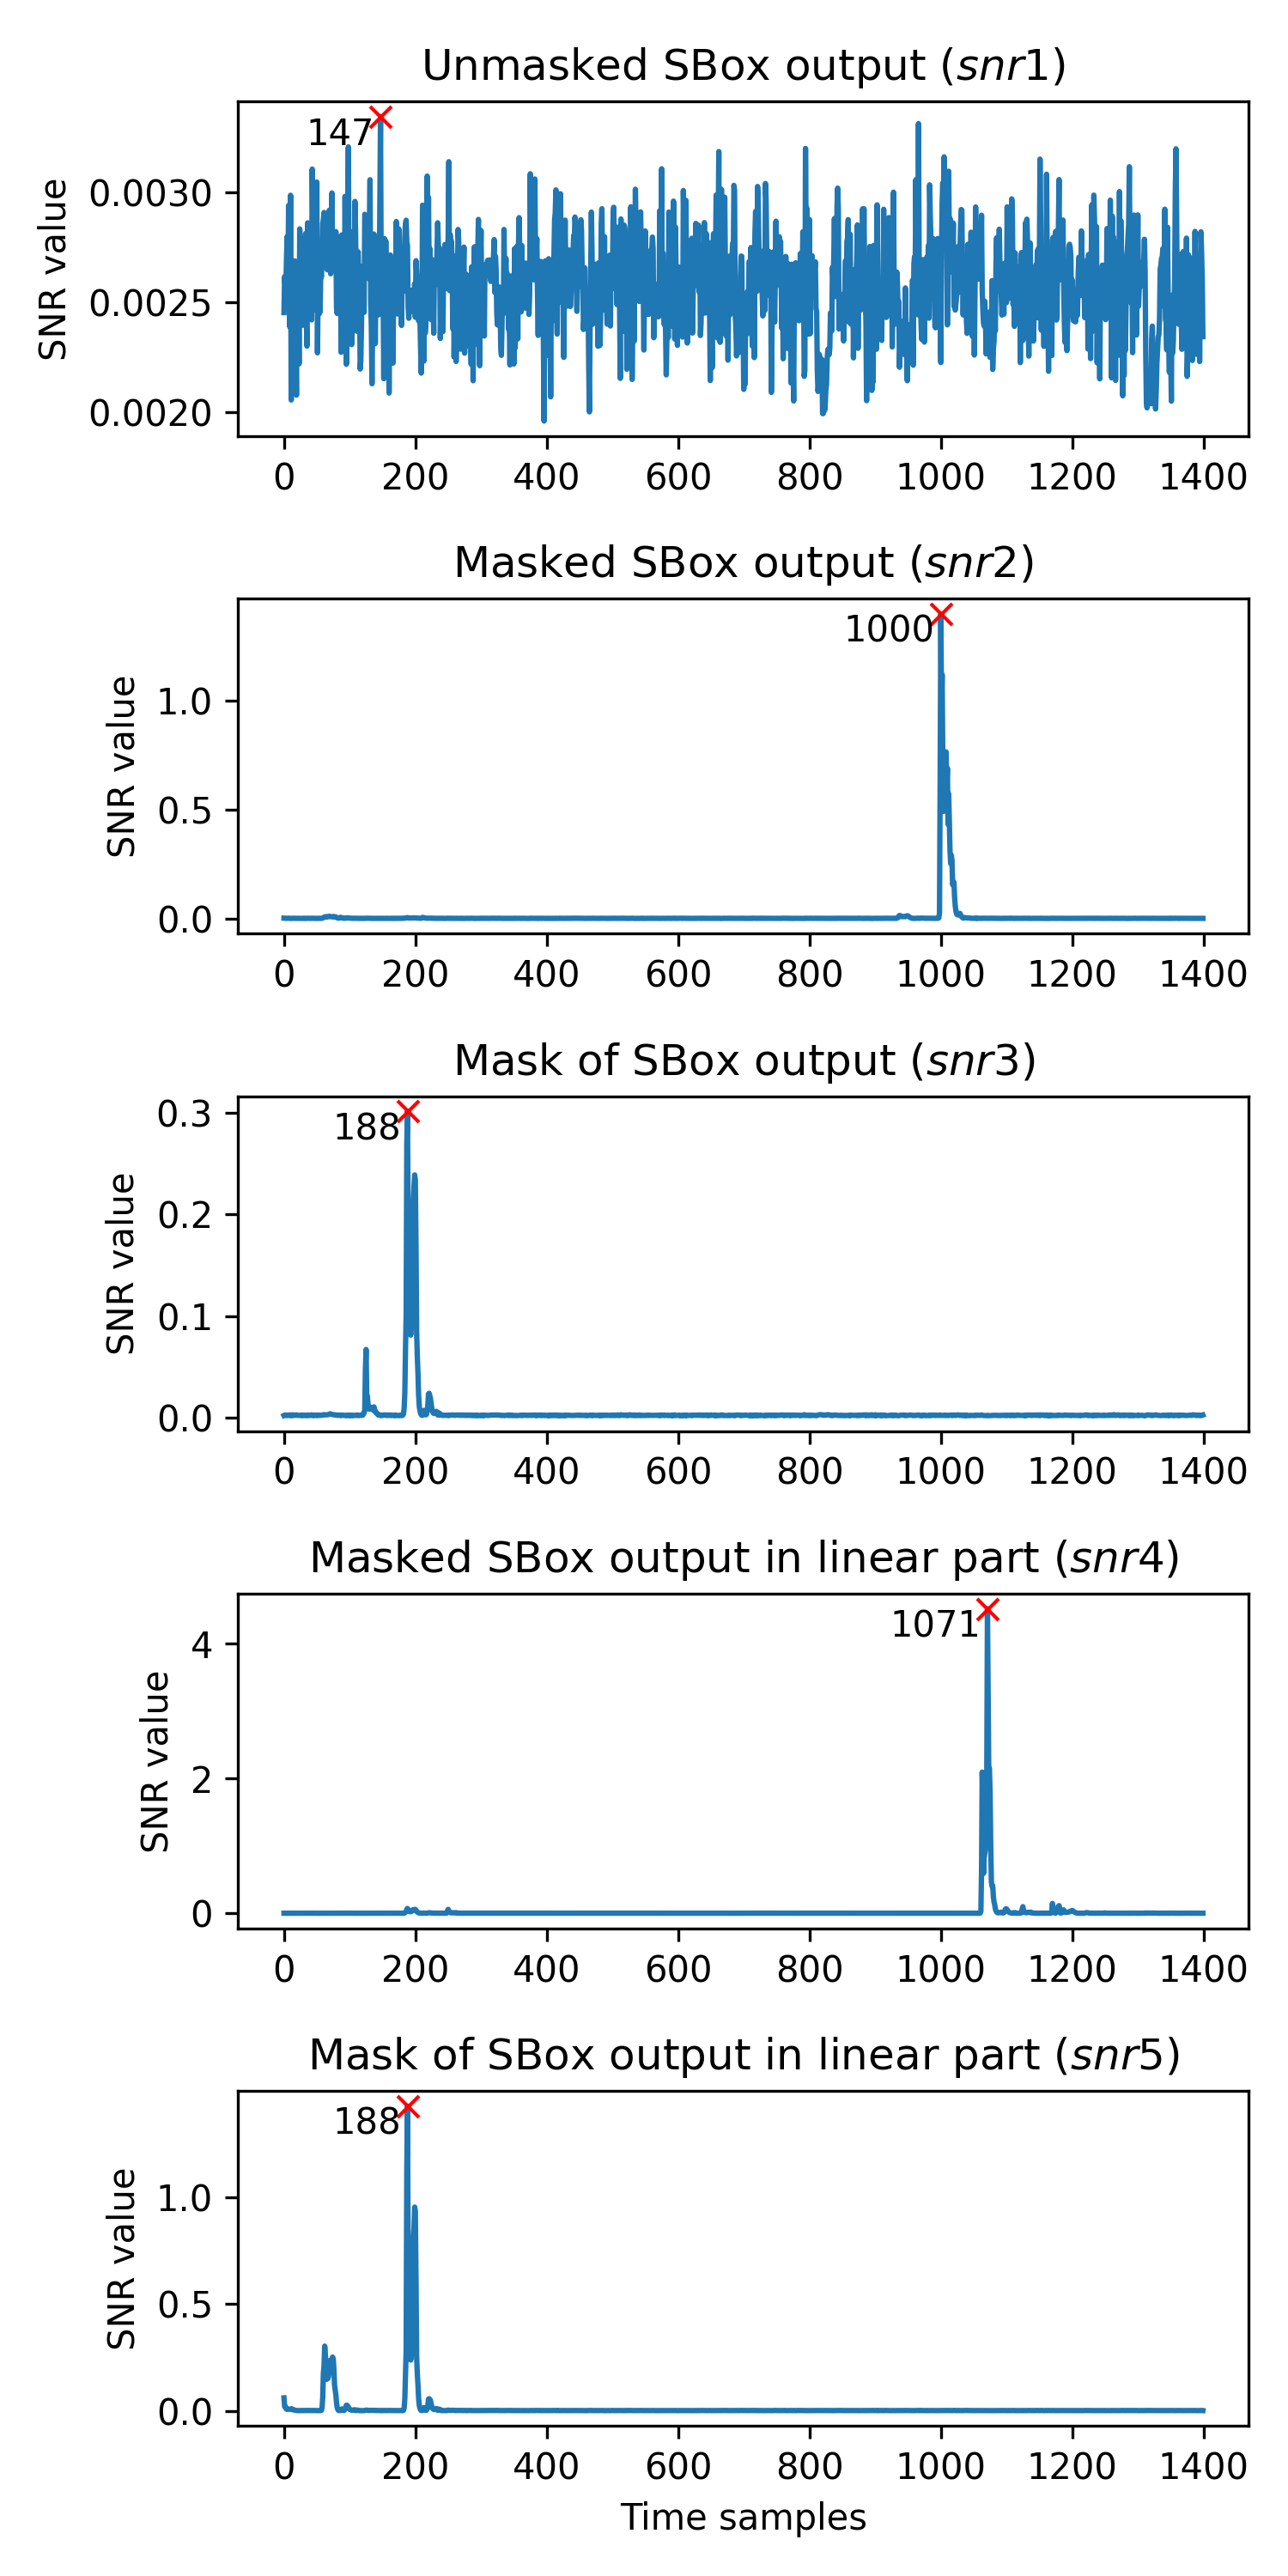 Unmasked SBox output (snr1)
147
SNR value
0.0030
0.0025
0.0020
0 200 400 600 800 1000 1200 1400
Masked SBox output (snr2)
1000
SNR value
1.0
0.5
0.0
0 200 400 600 800 1000 1200 1400
Mask of SBox output (snr3)
188
SNR value
0.3
0.2
0.1
0.0
0 200 400 600 800 1000 1200 1400
Masked SBox output in linear part (snr4)
1071
SNR value
4
2
0
0 200 400 600 800 1000 1200 1400
Mask of SBox output in linear part (snr5)
188
SNR value
1.0
0.5
0.0
0 200 400 600 800 1000 1200 1400
Time samples